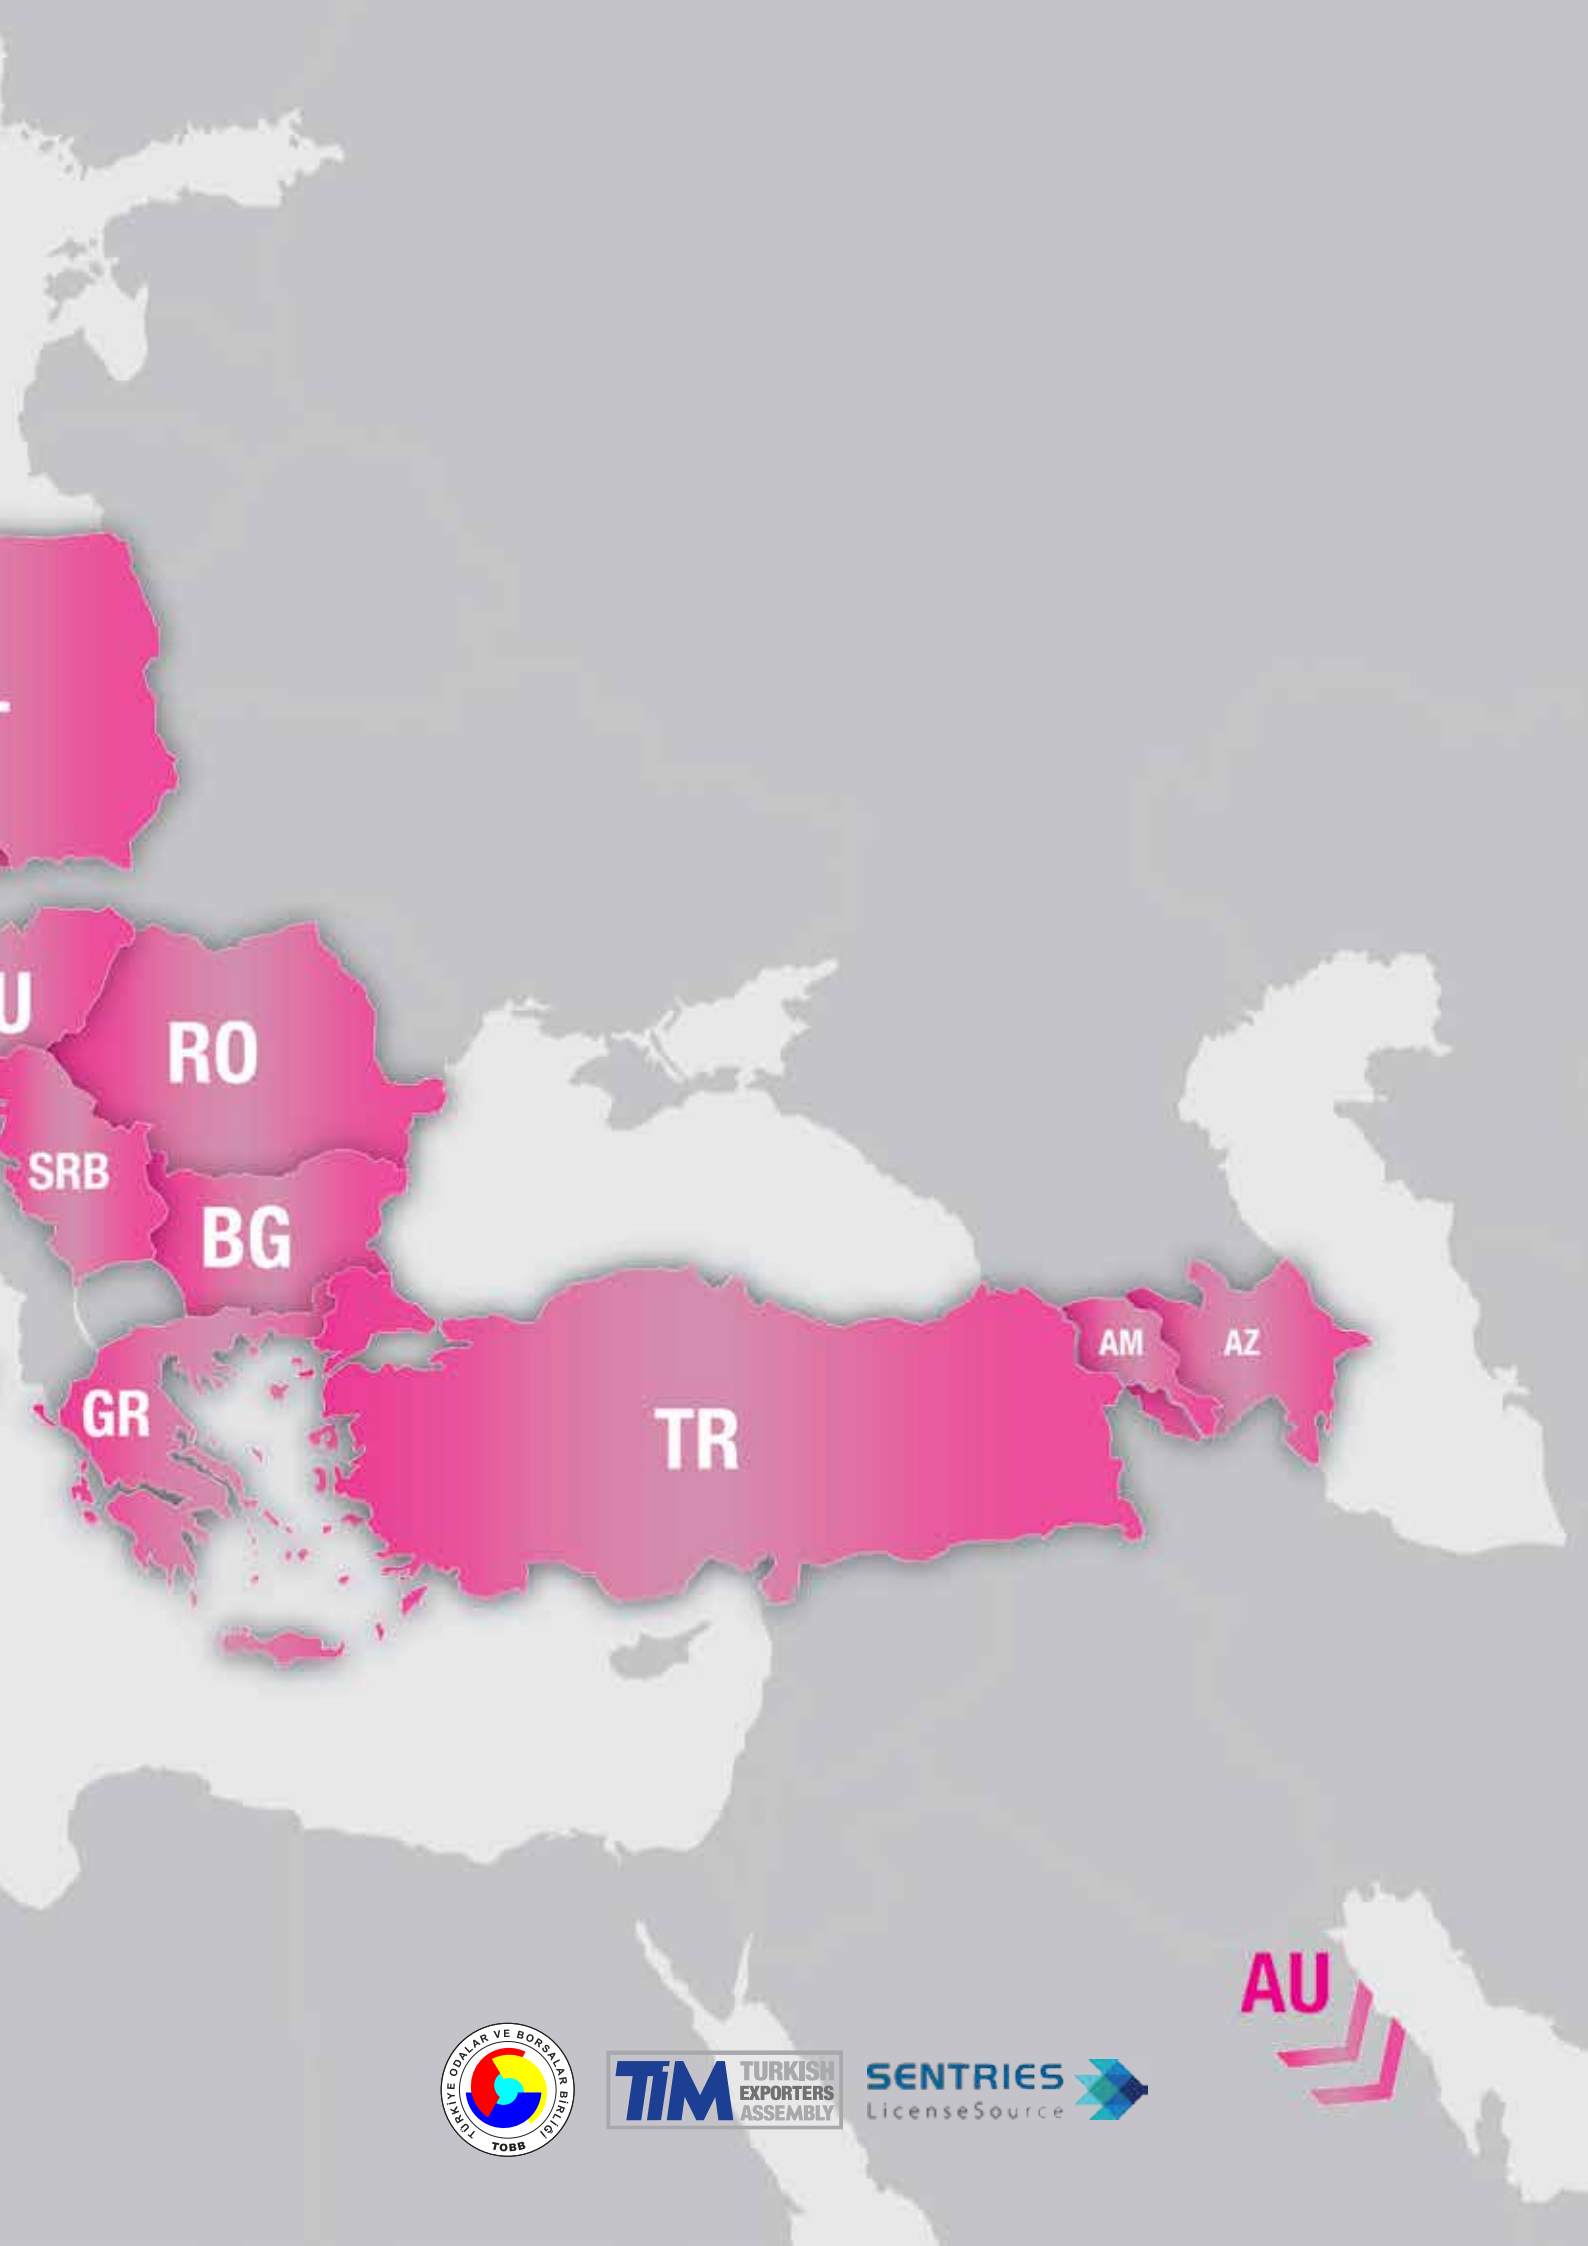 U
RO
SRB
BG
AM
AZ
GR
TR
AU
TÜRKİYE ODALAR VE BORSALAR BİRLİĞİ
TOBB
TiM
TURKISH
EXPORTERS
ASSEMBLY
SENTRIES
LicenseSource